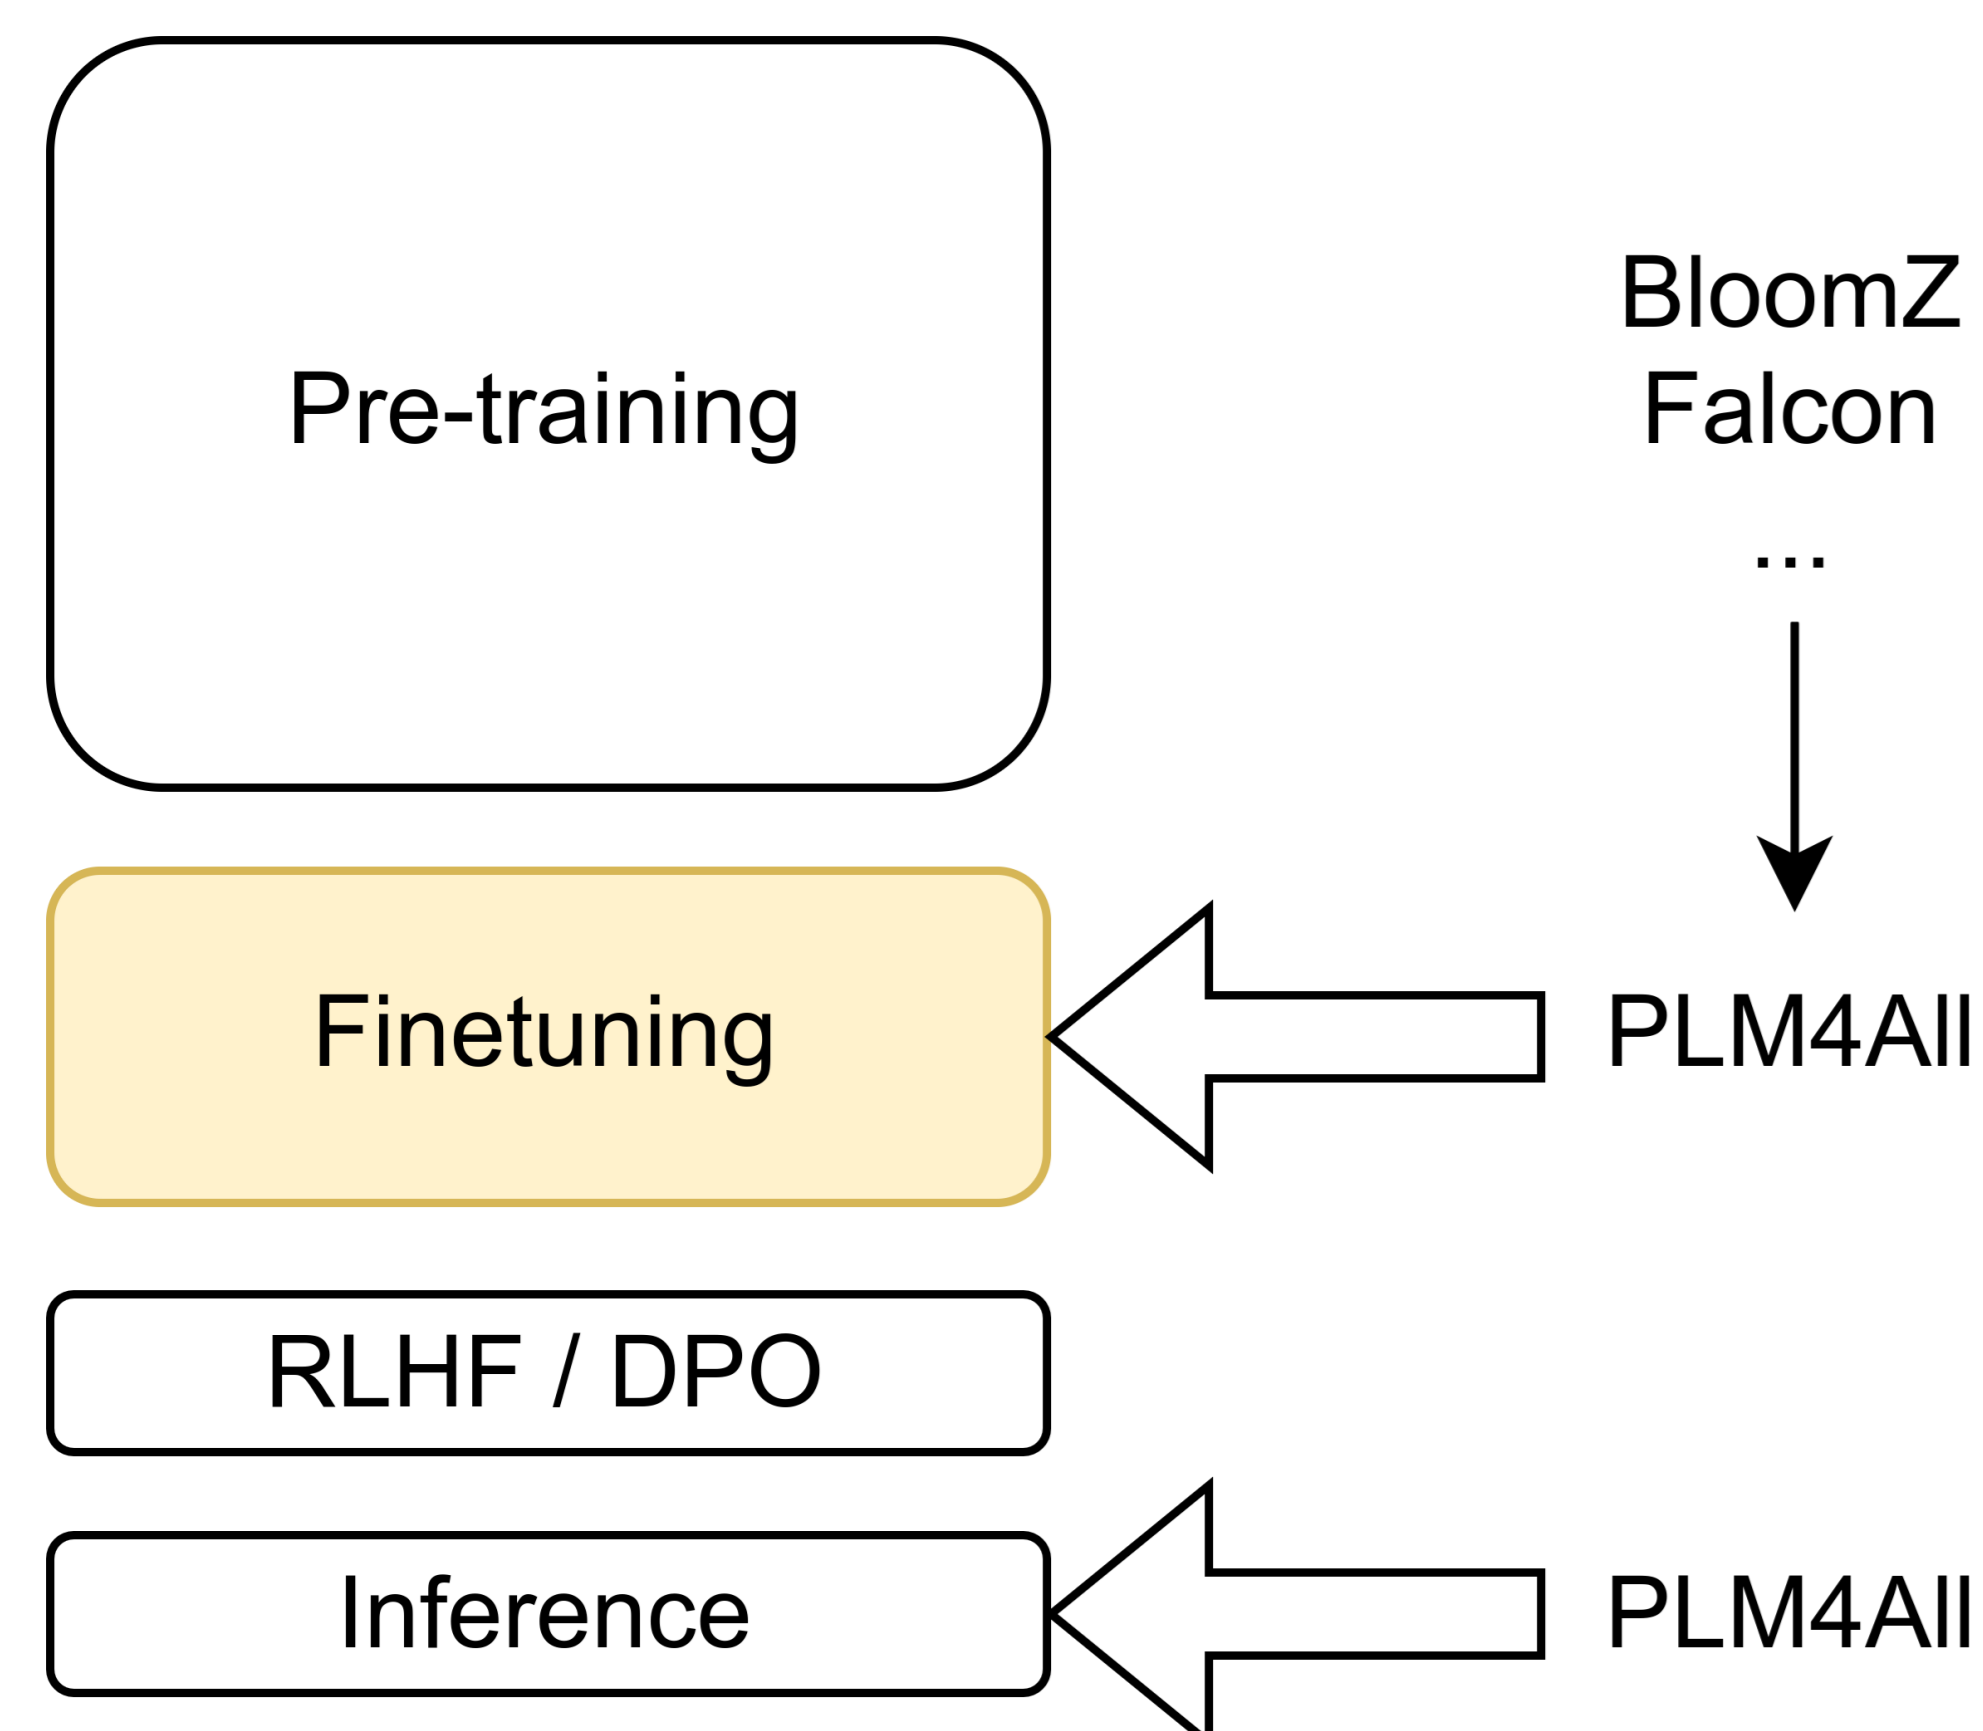 Pre-training
BloomZ
Falcon
...
Finetuning
PLM4All
RLHF / DPO
Inference
PLM4All